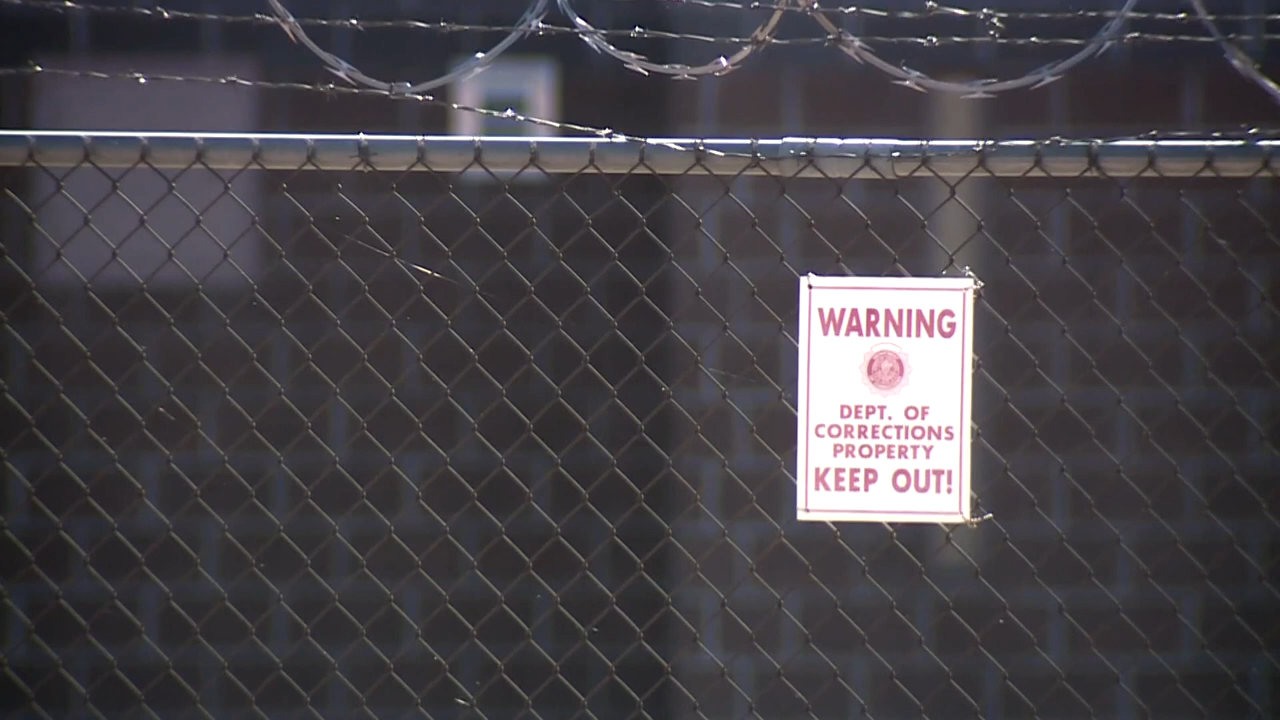 WARNING
DEPT. OF
CORRECTIONS
PROPERTY
KEEP OUT!